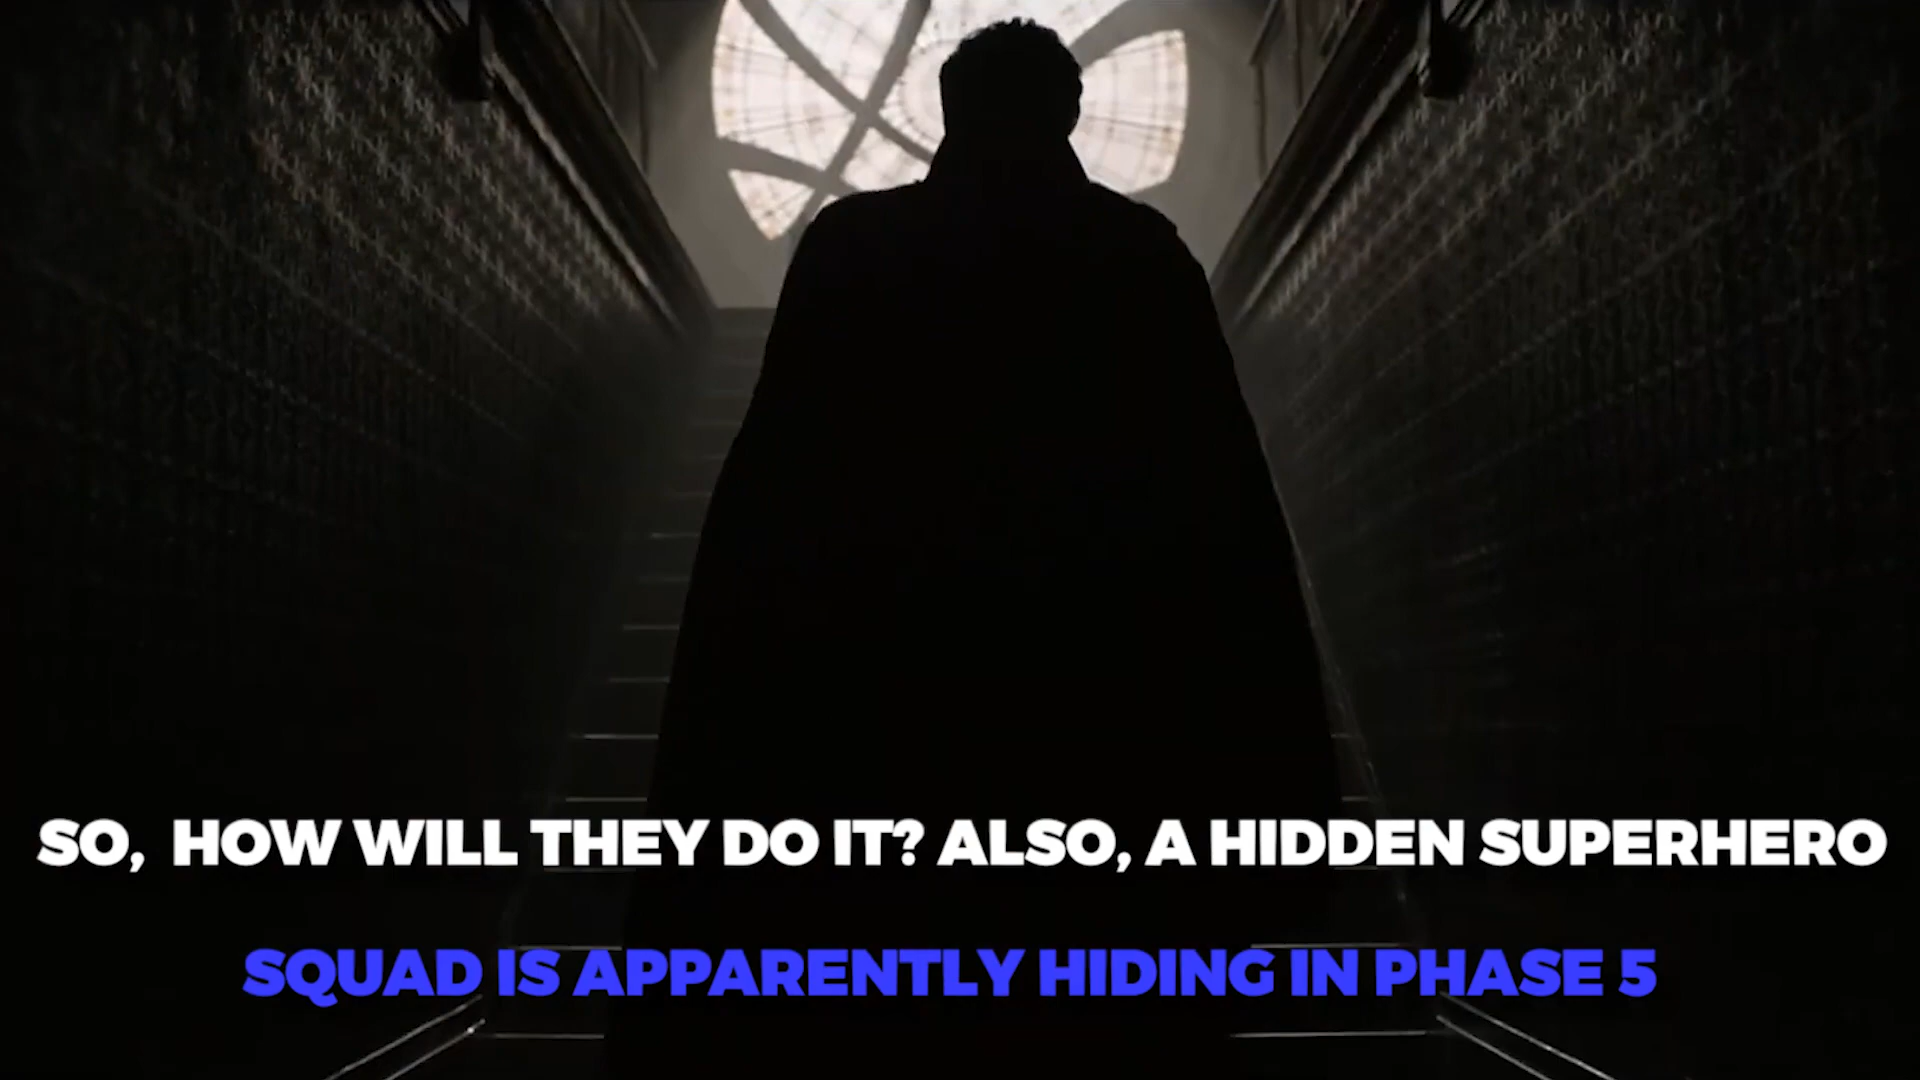 SO, HOW WILL THEY DO IT? ALSO, A HIDDEN SUPERHERO
SQUAD IS APPARENTLY HIDING IN PHASE 5